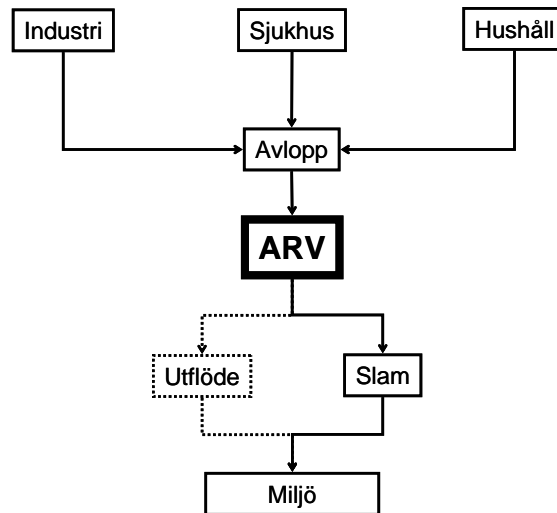 Industri
Sjukhus
Hushåll
Avlopp
ARV
Utflöde
Slam
Miljö